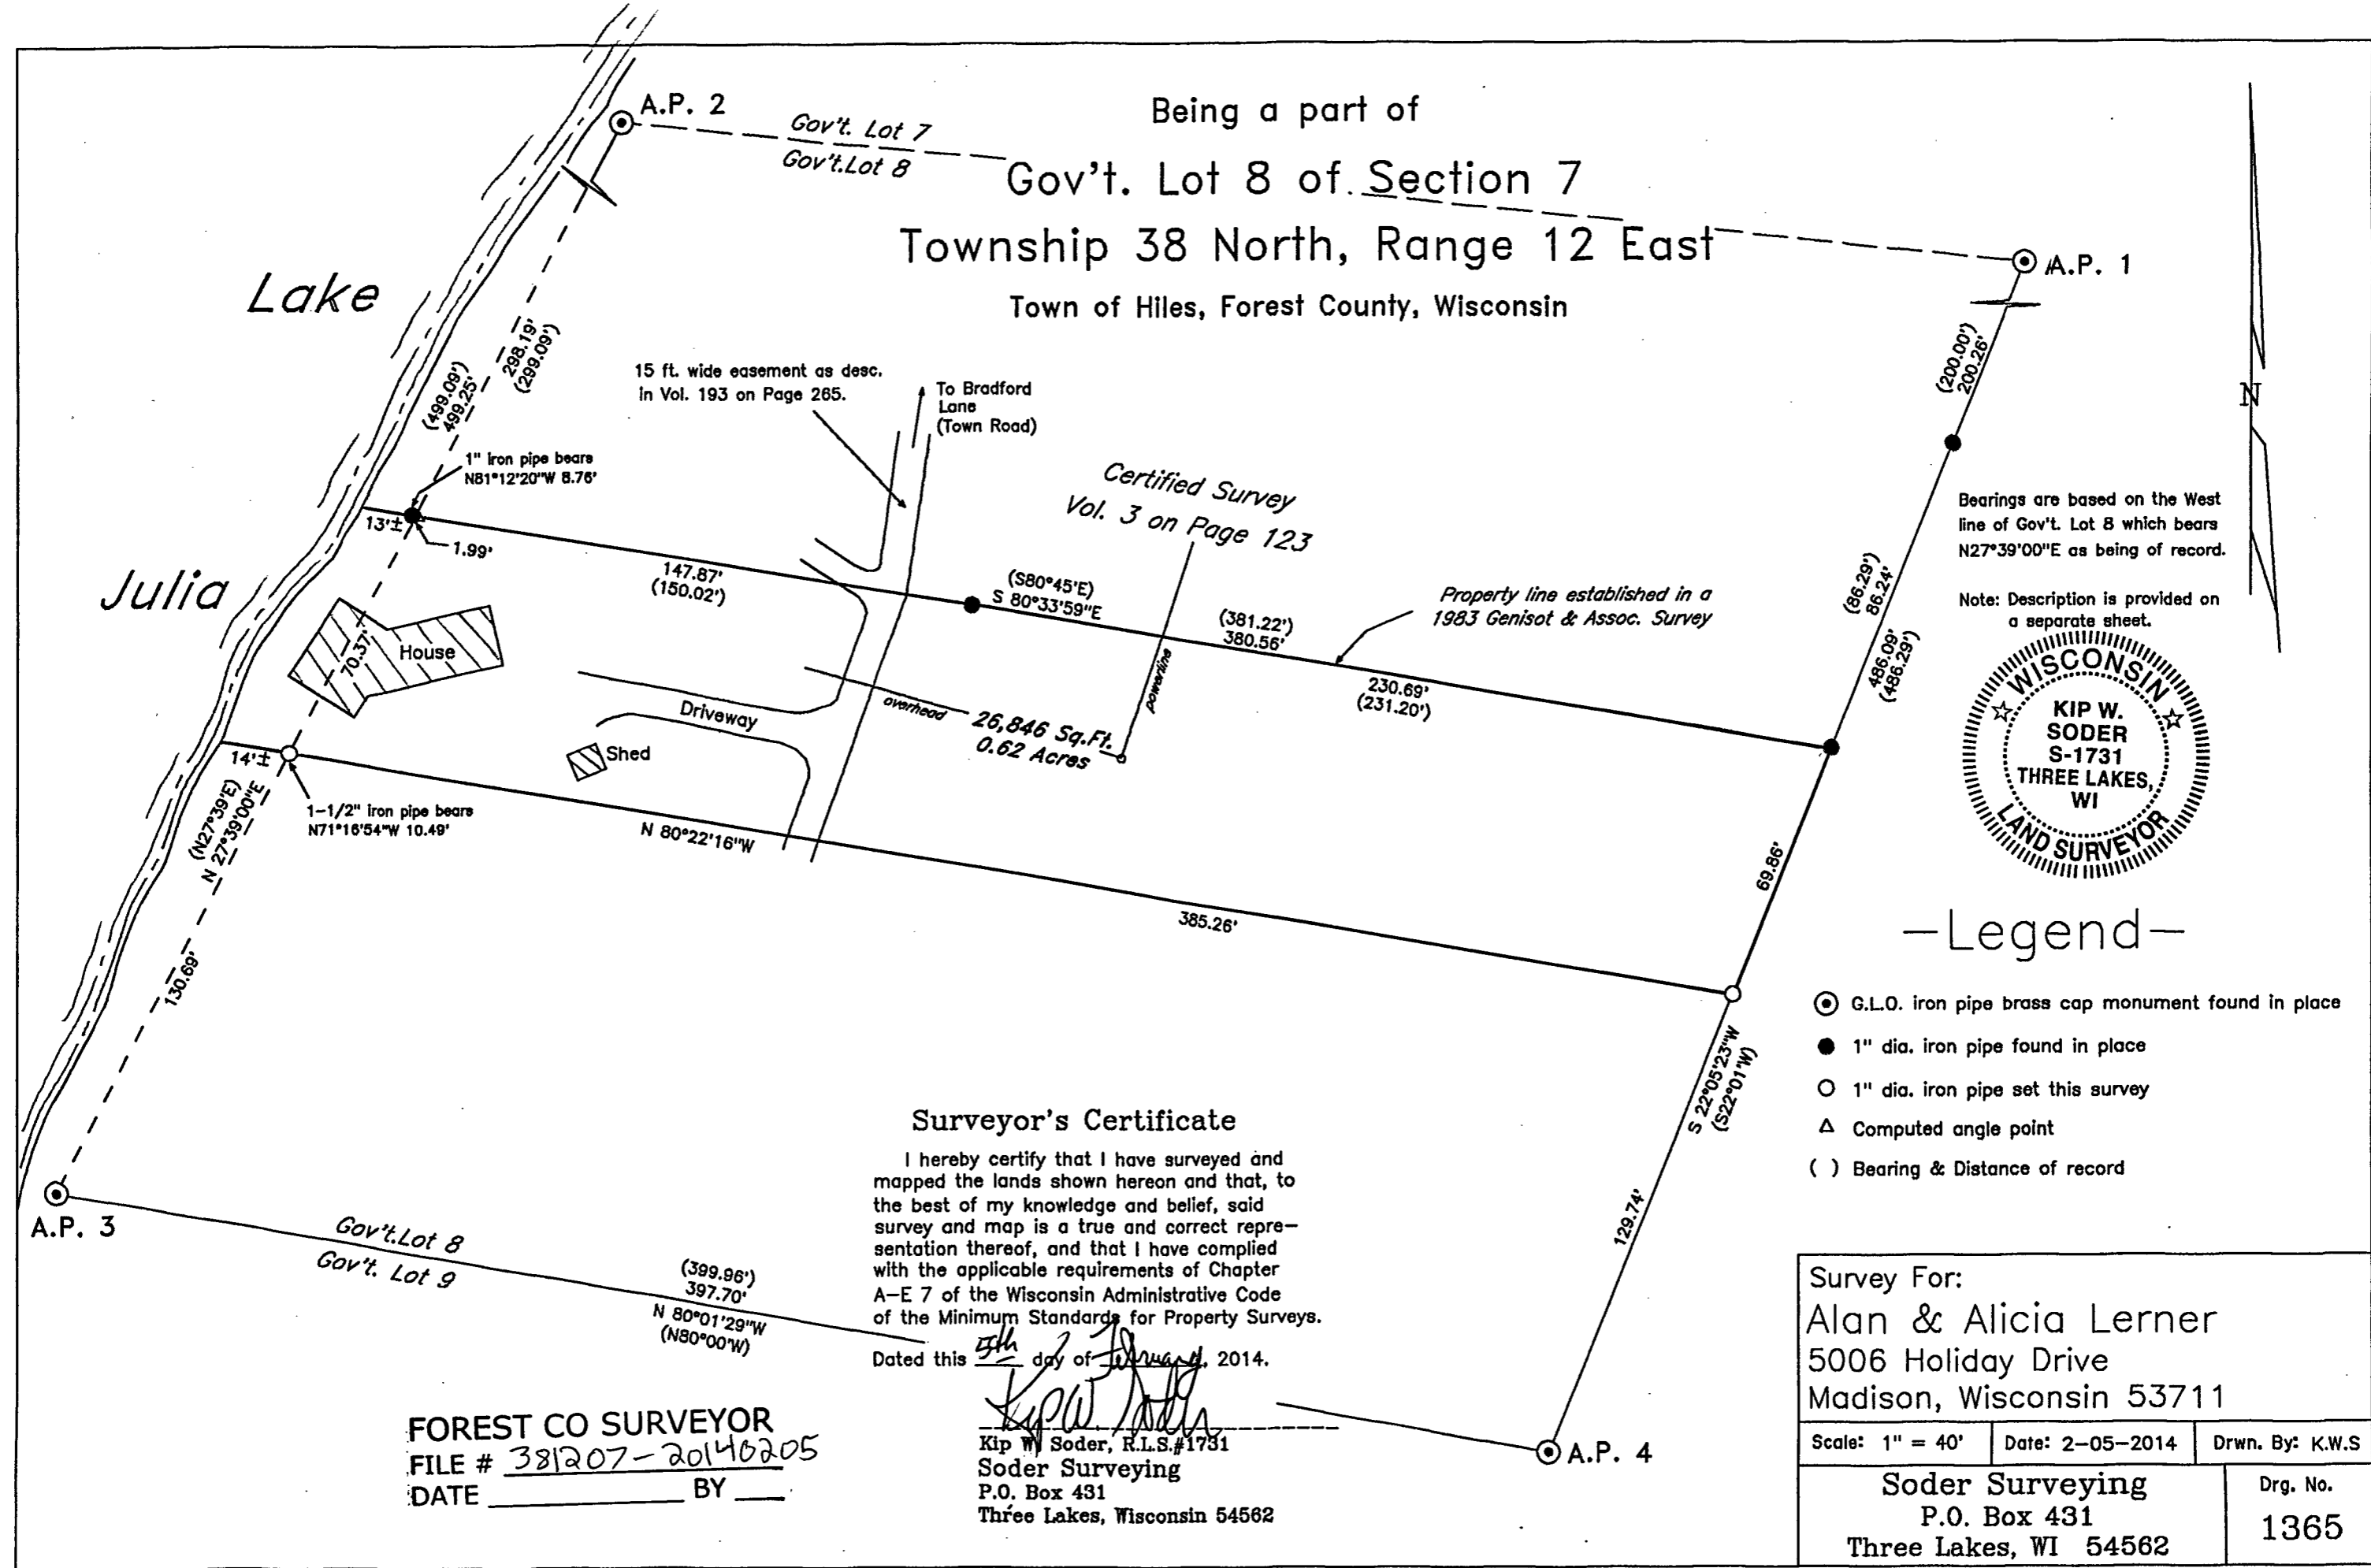 Being a part of
Gov't. Lot 8 of Section 7
Township 38 North, Range 12 East
Town of Hiles, Forest County, Wisconsin
A.P. 2
Gov't. Lot 7
Gov't.Lot 8
A.P. 1
Lake
Julia
(499.09')
499.25'
298.19'
(299.09')
15 ft. wide easement as desc.
in Vol. 193 on Page 265.
To Bradford
Lane
(Town Road)
1" iron pipe bears
N81°12'20"W 8.76'
13'±
1.99'
147.87'
(150.02')
Certified Survey
Vol. 3 on Page 123
(S80°45'E)
S 80°33'59"E
(381.22')
380.56'
Property line established in a
1983 Genisot & Assoc. Survey
230.69'
(231.20')
(200.00')
200.26'
(86.29')
86.24'
486.09'
(486.29')
N
Bearings are based on the West
line of Gov't. Lot 8 which bears
N27°39'00"E as being of record.
Note: Description is provided on
a separate sheet.
WISCONSIN
KIP W.
SODER
S-1731
THREE LAKES,
WI
LAND SURVEYOR
70.37'
House
Driveway
Shed
overhead
powerline
26,846 Sq.Ft.
0.62 Acres
14'±
1-1/2" iron pipe bears
N71°16'54"W 10.49'
(N27°39'E)
N 27°39'00"E
130.69'
N 80°22'16"W
385.26'
69.86'
S 22°05'23"W
(S22°01'W)
129.74'
-Legend-
G.L.O. iron pipe brass cap monument found in place
1" dia. iron pipe found in place
1" dia. iron pipe set this survey
Δ Computed angle point
( ) Bearing & Distance of record
A.P. 3
Gov't.Lot 8
Gov't. Lot 9
(399.96')
397.70'
N 80°01'29"W
(N80°00'W)
A.P. 4
Surveyor's Certificate
I hereby certify that I have surveyed and
mapped the lands shown hereon and that, to
the best of my knowledge and belief, said
survey and map is a true and correct repre-
sentation thereof, and that I have complied
with the applicable requirements of Chapter
A-E 7 of the Wisconsin Administrative Code
of the Minimum Standards for Property Surveys.
Dated this 5th day of February, 2014.
Kip W Soder
Kip W. Soder, R.L.S.#1731
Soder Surveying
P.O. Box 431
Three Lakes, Wisconsin 54562
FOREST CO SURVEYOR
FILE # 381207-20140205
DATE BY
Survey For:
Alan & Alicia Lerner
5006 Holiday Drive
Madison, Wisconsin 53711
Scale: 1" = 40'
Date: 2-05-2014
Drwn. By: K.W.S
Soder Surveying
P.O. Box 431
Three Lakes, WI 54562
Drg. No.
1365